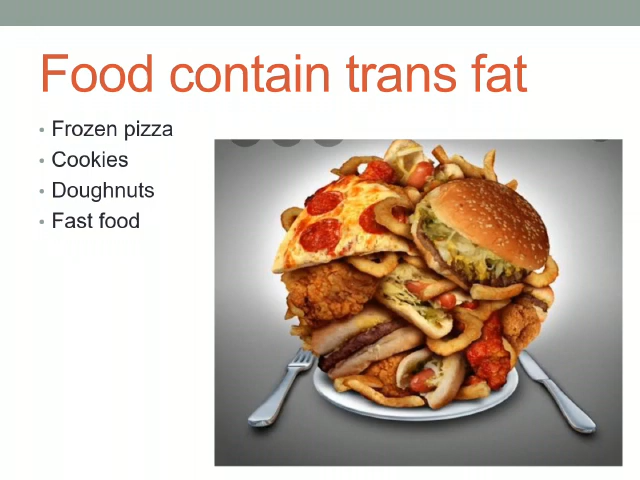 Food contain trans fat
• Frozen pizza
• Cookies
• Doughnuts
• Fast food